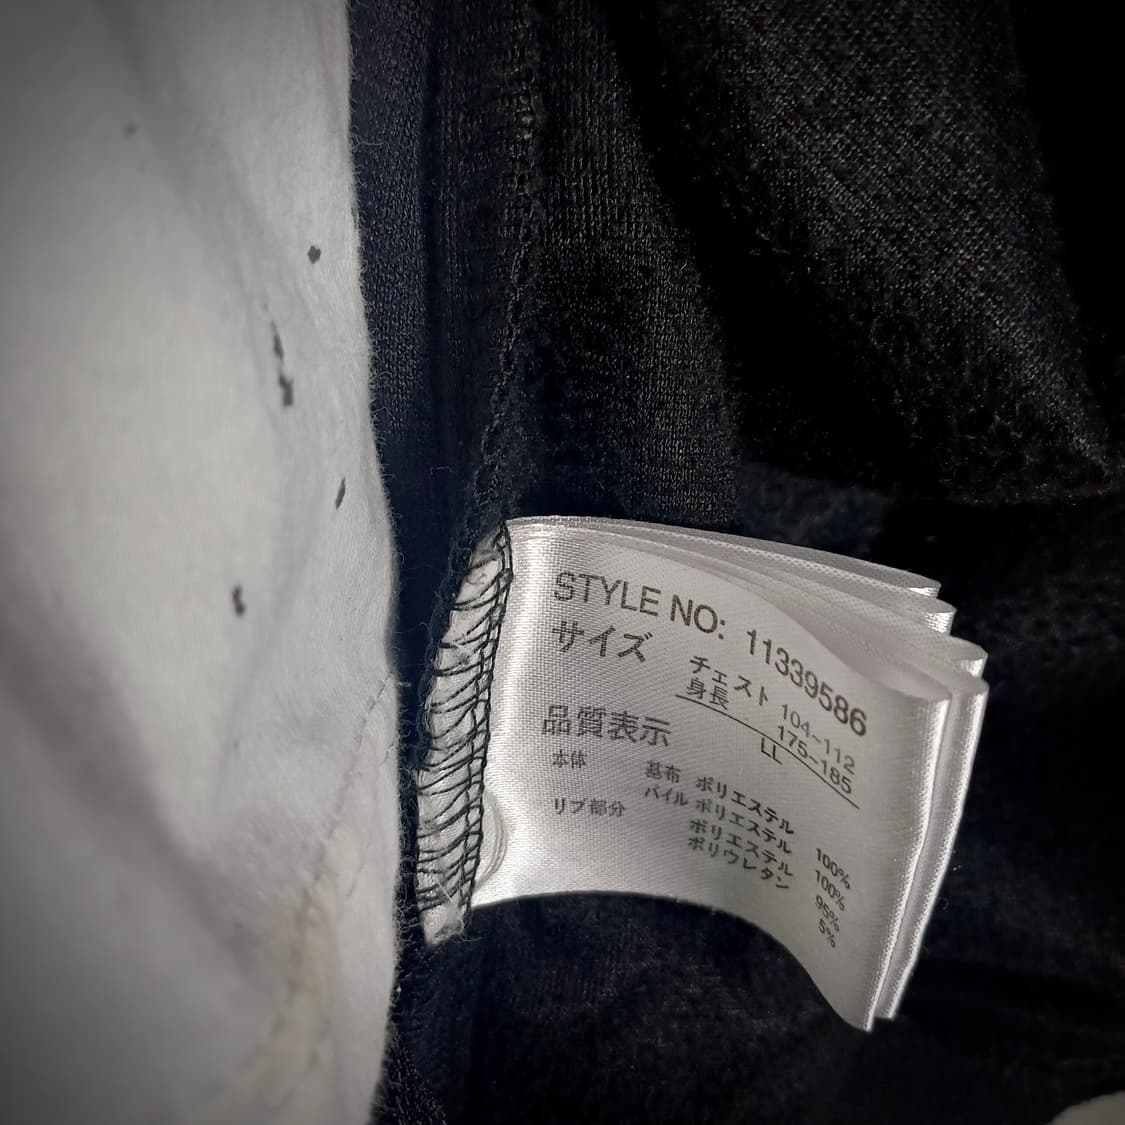 STYLE NO: 11339586
サイズ
チェスト 104~112
身長 175~185
LL
品質表示
本体 基布 ポリエステル 100%
パイル ポリエステル 100%
リブ部分 ポリエステル 95%
ポリウレタン 5%